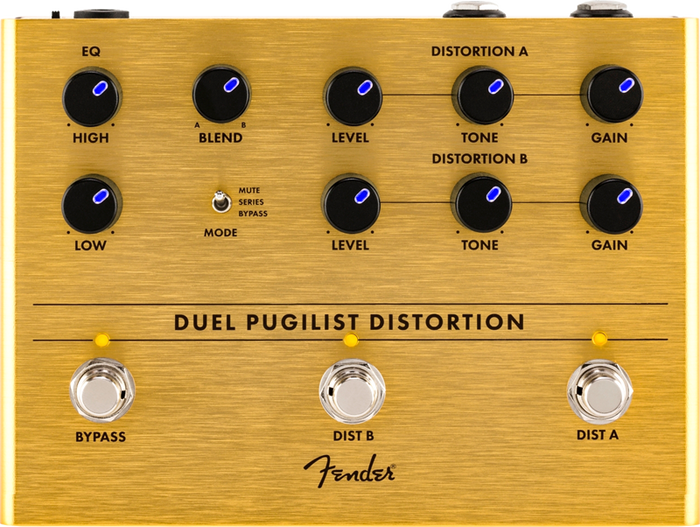 EQ
DISTORTION A
HIGH
A B
BLEND
LEVEL
TONE
GAIN
DISTORTION B
MUTE
SERIES
BYPASS
MODE
LOW
LEVEL
TONE
GAIN
DUEL PUGILIST DISTORTION
BYPASS
DIST B
DIST A
Fender